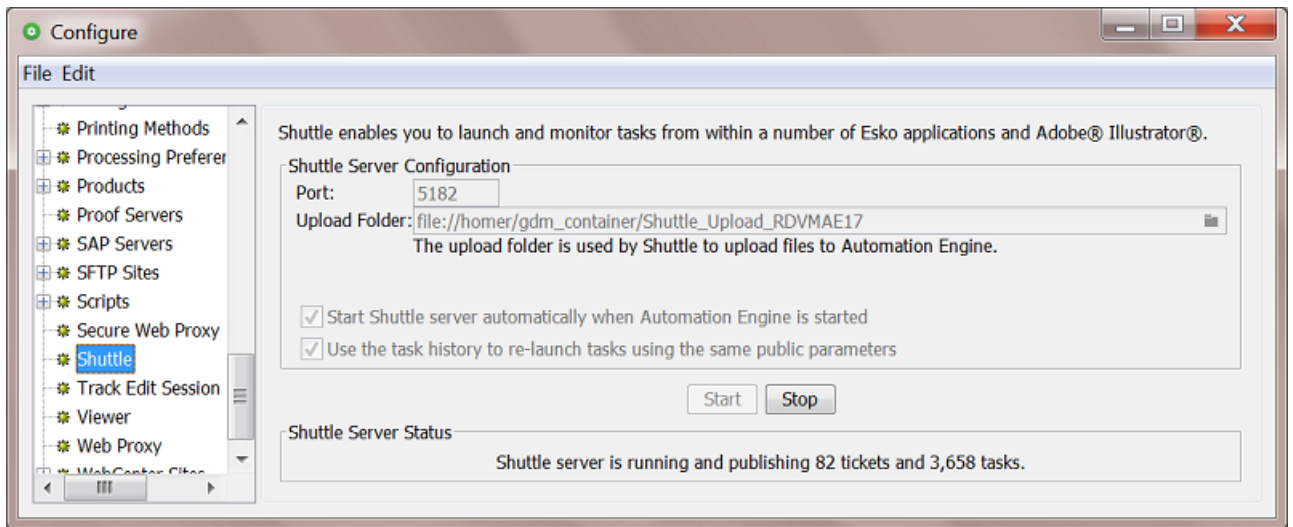 Configure
File Edit
Printing Methods
Processing Preferer
Products
Proof Servers
SAP Servers
SFTP Sites
Scripts
Secure Web Proxy
Shuttle
Track Edit Session
Viewer
Web Proxy
WebCenter Sites
Shuttle enables you to launch and monitor tasks from within a number of Esko applications and Adobe® Illustrator®.
Shuttle Server Configuration
Port: 5182
Upload Folder: file://homer/gdm_container/Shuttle_Upload_RDVMAE17
The upload folder is used by Shuttle to upload files to Automation Engine.
Start Shuttle server automatically when Automation Engine is started
Use the task history to re-launch tasks using the same public parameters
Start Stop
Shuttle Server Status
Shuttle server is running and publishing 82 tickets and 3,658 tasks.